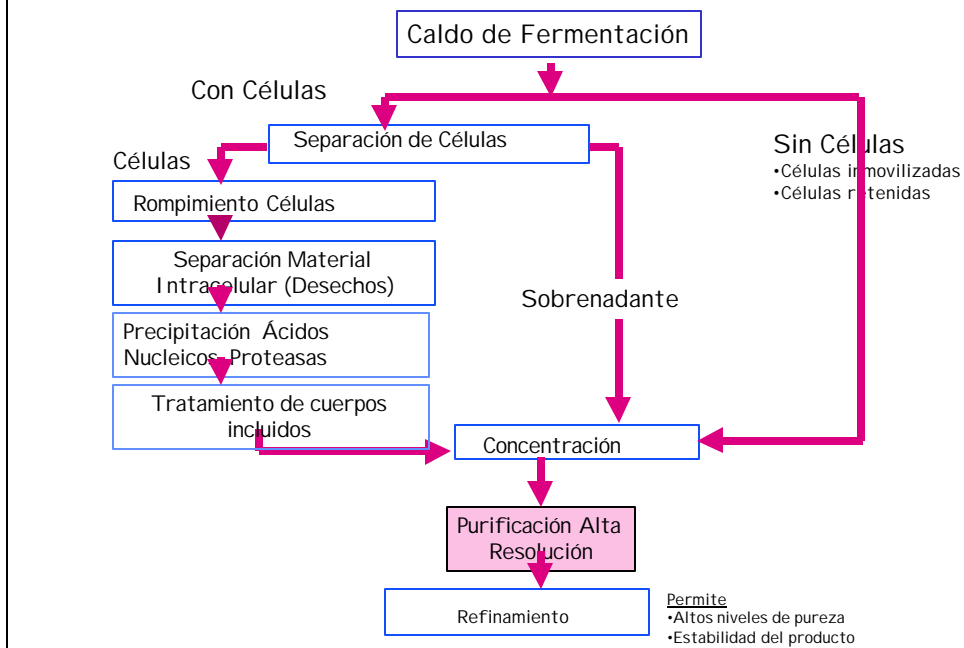 Caldo de Fermentación
Con Células
Separación de Células
Sin Células
•Células inmovilizadas
•Células retenidas
Células
Rompimiento Células
Separación Material
Intracelular (Desechos)
Sobrenadante
Precipitación Ácidos
Nucleicos-Proteasas
Tratamiento de cuerpos
incluidos
Concentración
Purificación Alta
Resolución
Refinamiento
Permite
•Altos niveles de pureza
•Estabilidad del producto